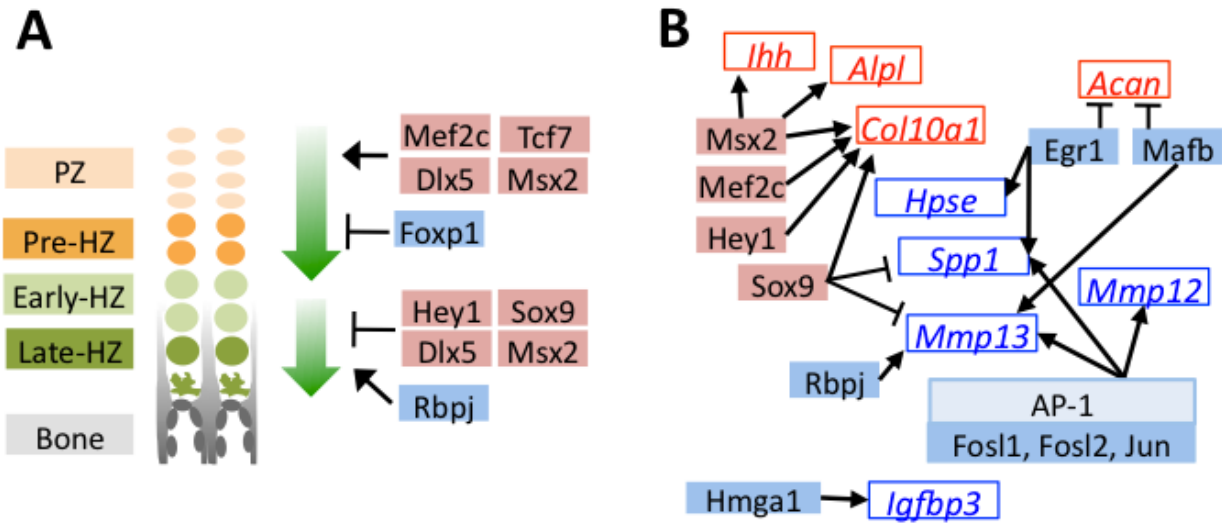 A
PZ
Pre-HZ
Early-HZ
Late-HZ
Bone
Mef2c Tcf7
Dlx5 Msx2
Foxp1
Hey1 Sox9
Dlx5 Msx2
Rbpj
B
Ihh
Alpl
Acan
Msx2
Col10a1
Egr1 Mafb
Mef2c
Hpse
Hey1
Spp1
Sox9
Mmp12
Mmp13
Rbpj
AP-1
Fosl1, Fosl2, Jun
Hmga1
Igfbp3